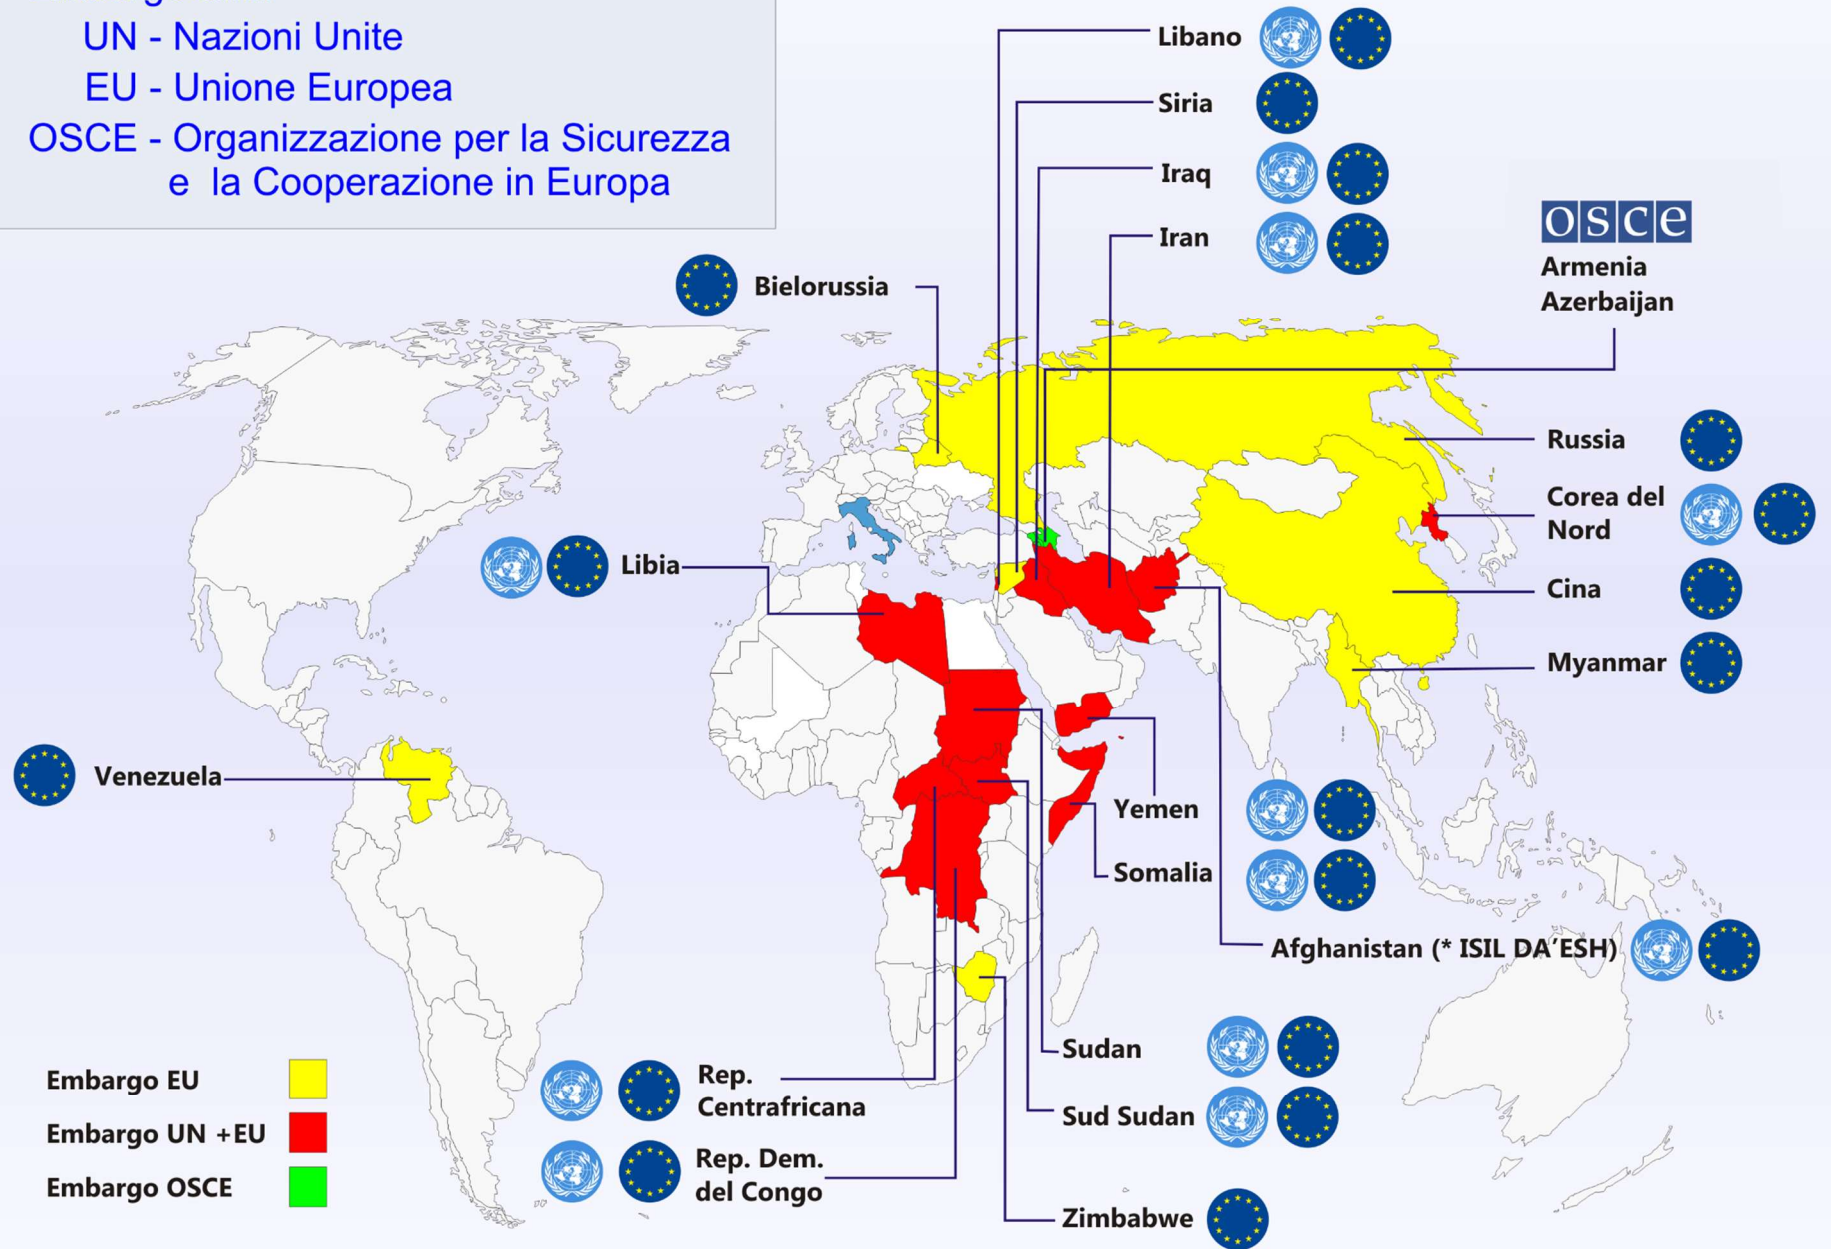 UN - Nazioni Unite
EU - Unione Europea
OSCE - Organizzazione per la Sicurezza
e la Cooperazione in Europa
Libano
Siria
Iraq
Iran
osce
Armenia
Azerbaijan
Bielorussia
Russia
Corea del
Nord
Libia
Cina
Myanmar
Venezuela
Yemen
Somalia
Afghanistan (* ISIL DA’ESH)
Sudan
Embargo EU
Rep.
Centrafricana
Sud Sudan
Embargo UN +EU
Rep. Dem.
del Congo
Embargo OSCE
Zimbabwe